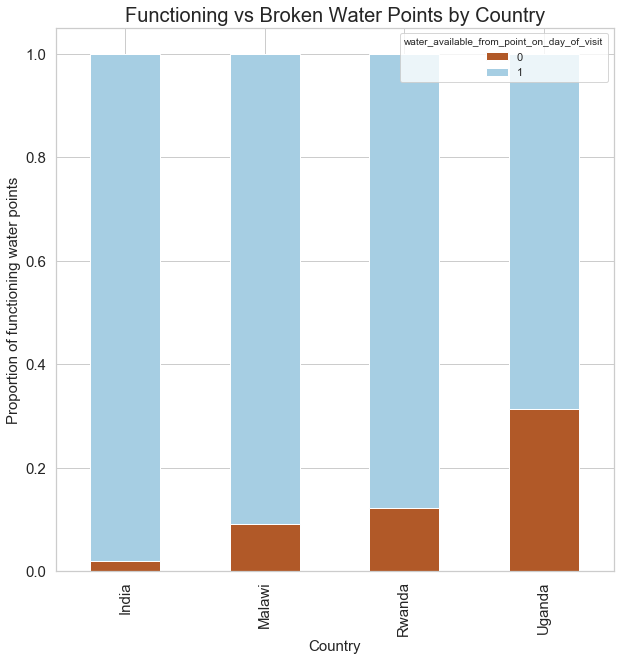 Functioning vs Broken Water Points by Country
water_available_from_point_on_day_of_visit
0
1
1.0
0.8
0.6
0.4
0.2
0.0
Proportion of functioning water points
India
Malawi
Rwanda
Uganda
Country